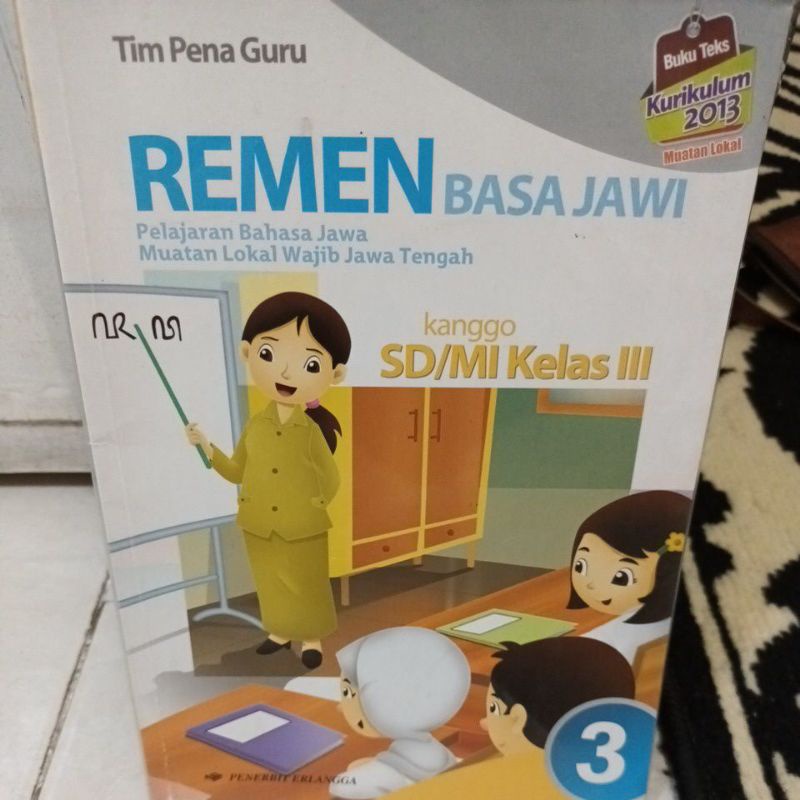 Tim Pena Guru
Buku Teks
Kurikulum
2013
Muatan Lokal
REMEN BASA JAWI
Pelajaran Bahasa Jawa
Muatan Lokal Wajib Jawa Tengah
kanggo
SD/MI Kelas III
3
PENERBIT ERLANGGA